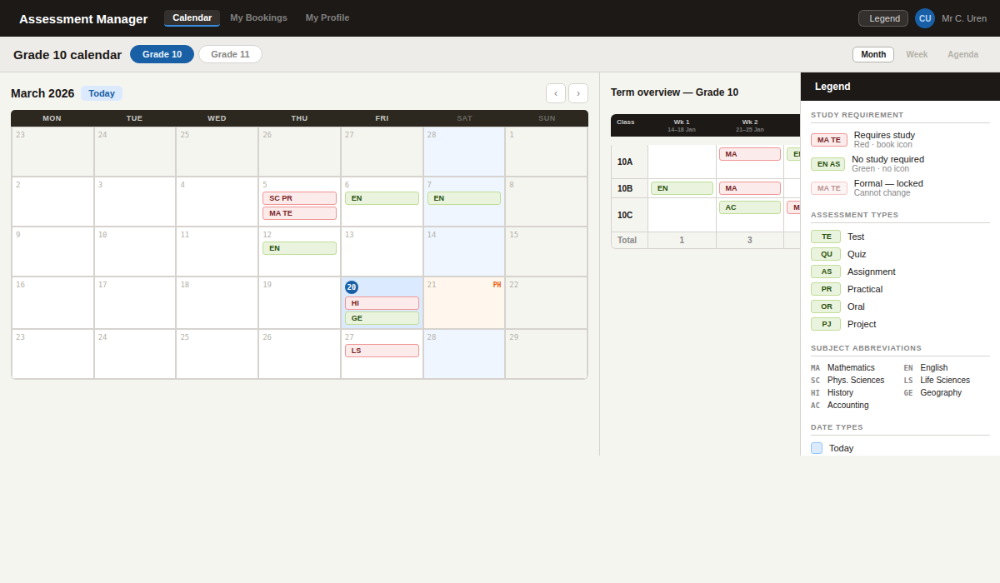 Assessment Manager Calendar My Bookings My Profile Legend CU Mr C. Uren
Grade 10 calendar Grade 10 Grade 11 Month Week Agenda
March 2026 Today ‹ ›
MON TUE WED THU FRI SAT SUN
23 24 25 26 27 28 1
2 3 4 5 6 7 8
SC PR EN EN
MA TE
9 10 11 12 13 14 15
EN
16 17 18 19 20 21 PH 22
HI
GE
23 24 25 26 27 28 29
LS
Term overview — Grade 10
Class Wk 1 Wk 2
14–18 Jan 21–25 Jan
10A MA
10B EN MA
10C AC
Total 1 3
Legend
STUDY REQUIREMENT
MA TE Requires study
Red · book icon
EN AS No study required
Green · no icon
MA TE Formal — locked
Cannot change
ASSESSMENT TYPES
TE Test
QU Quiz
AS Assignment
PR Practical
OR Oral
PJ Project
SUBJECT ABBREVIATIONS
MA Mathematics EN English
SC Phys. Sciences LS Life Sciences
HI History GE Geography
AC Accounting
DATE TYPES
Today